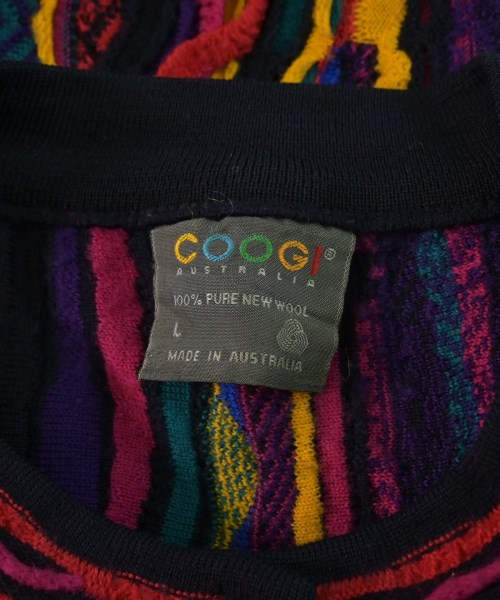 COOGI®
AUSTRALIA
100% PURE NEW WOOL
L
MADE IN AUSTRALIA